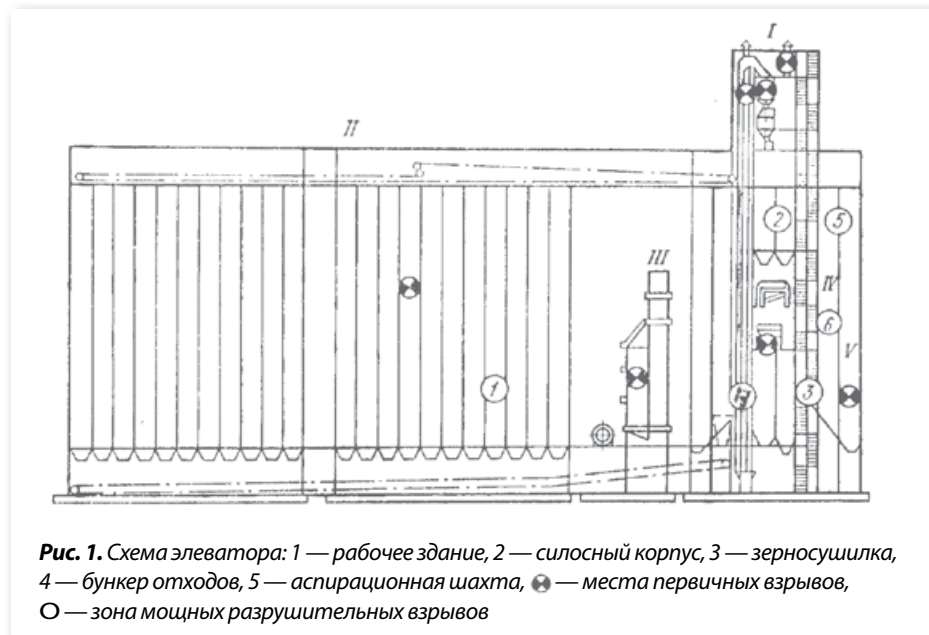 I
II
III
2
5
IV
6
V
1
3
Рис. 1. Схема элеватора: 1 — рабочее здание, 2 — силосный корпус, 3 — зерносушилка,
4 — бункер отходов, 5 — аспирационная шахта, — места первичных взрывов,
О — зона мощных разрушительных взрывов